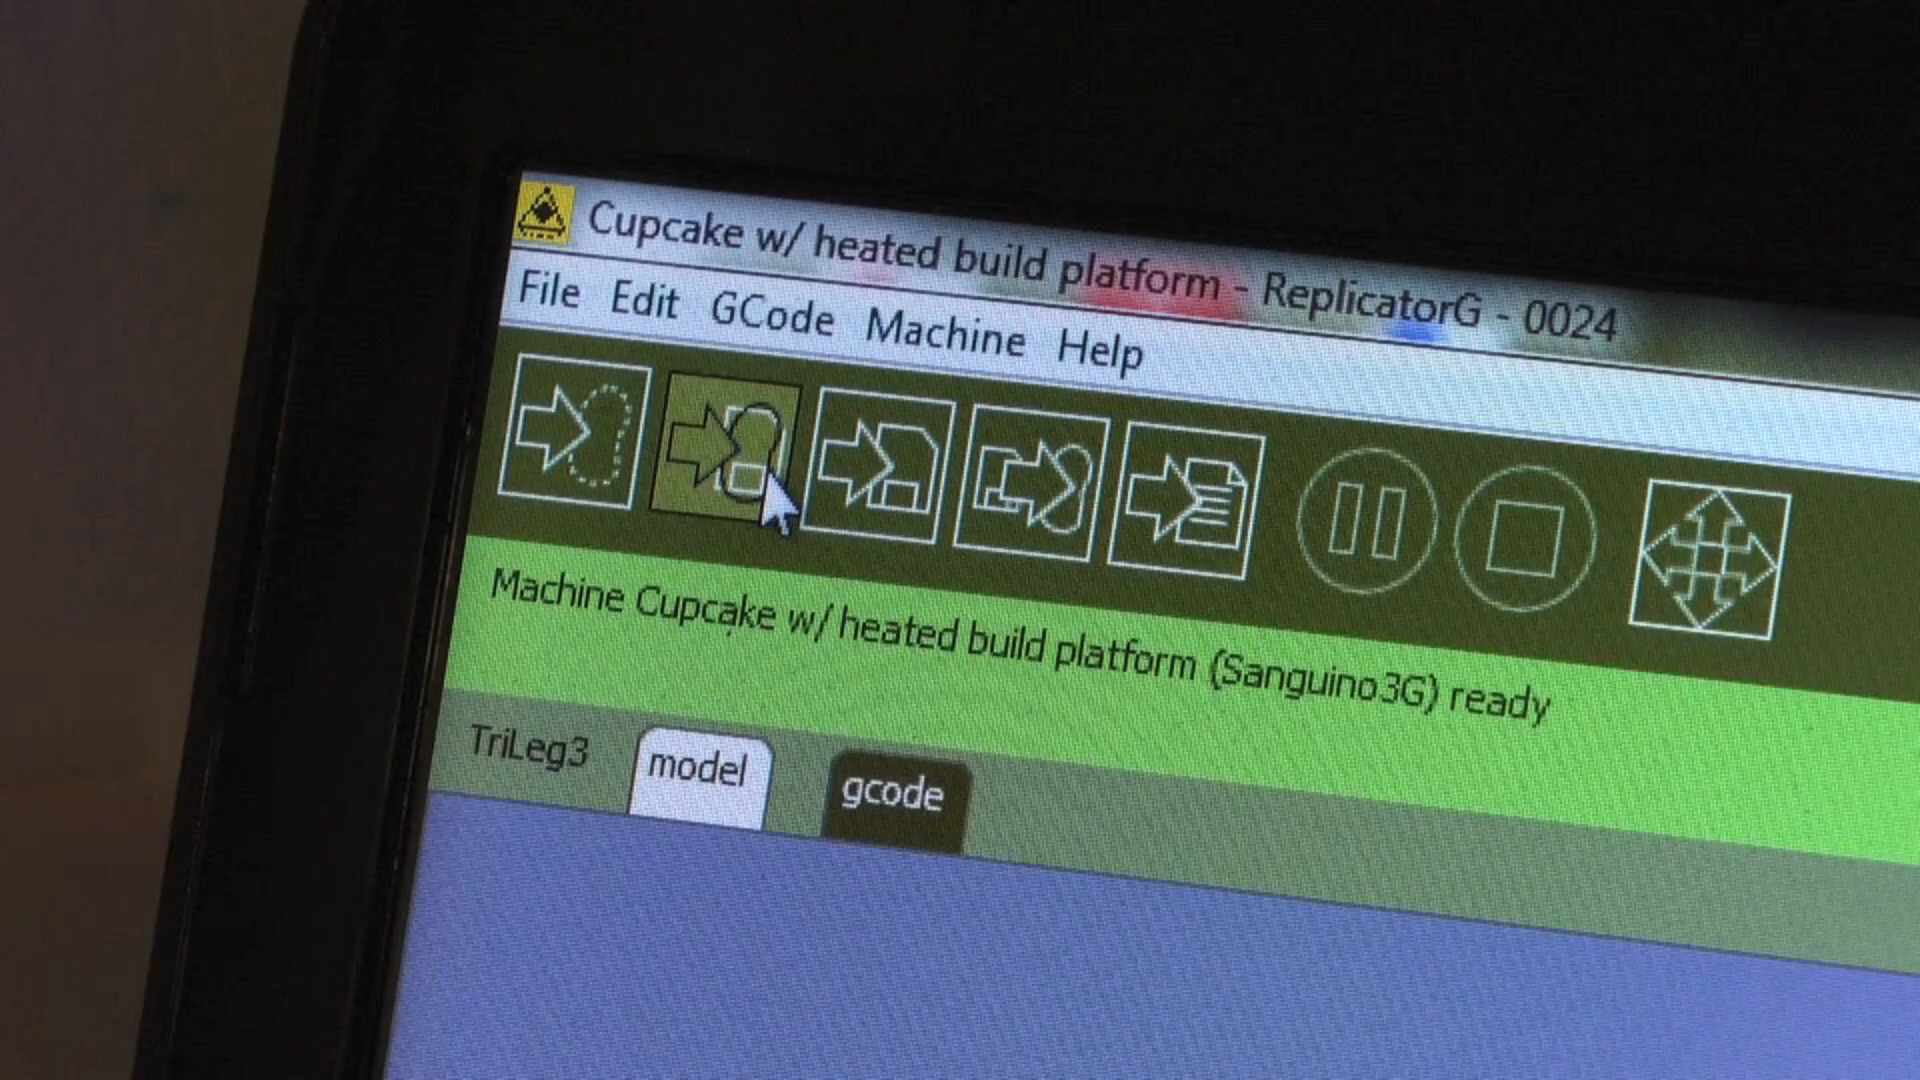 Cupcake w/ heated build platform - ReplicatorG - 0024
File Edit GCode Machine Help
Machine Cupcake w/ heated build platform (Sanguino3G) ready
TriLeg3 model gcode